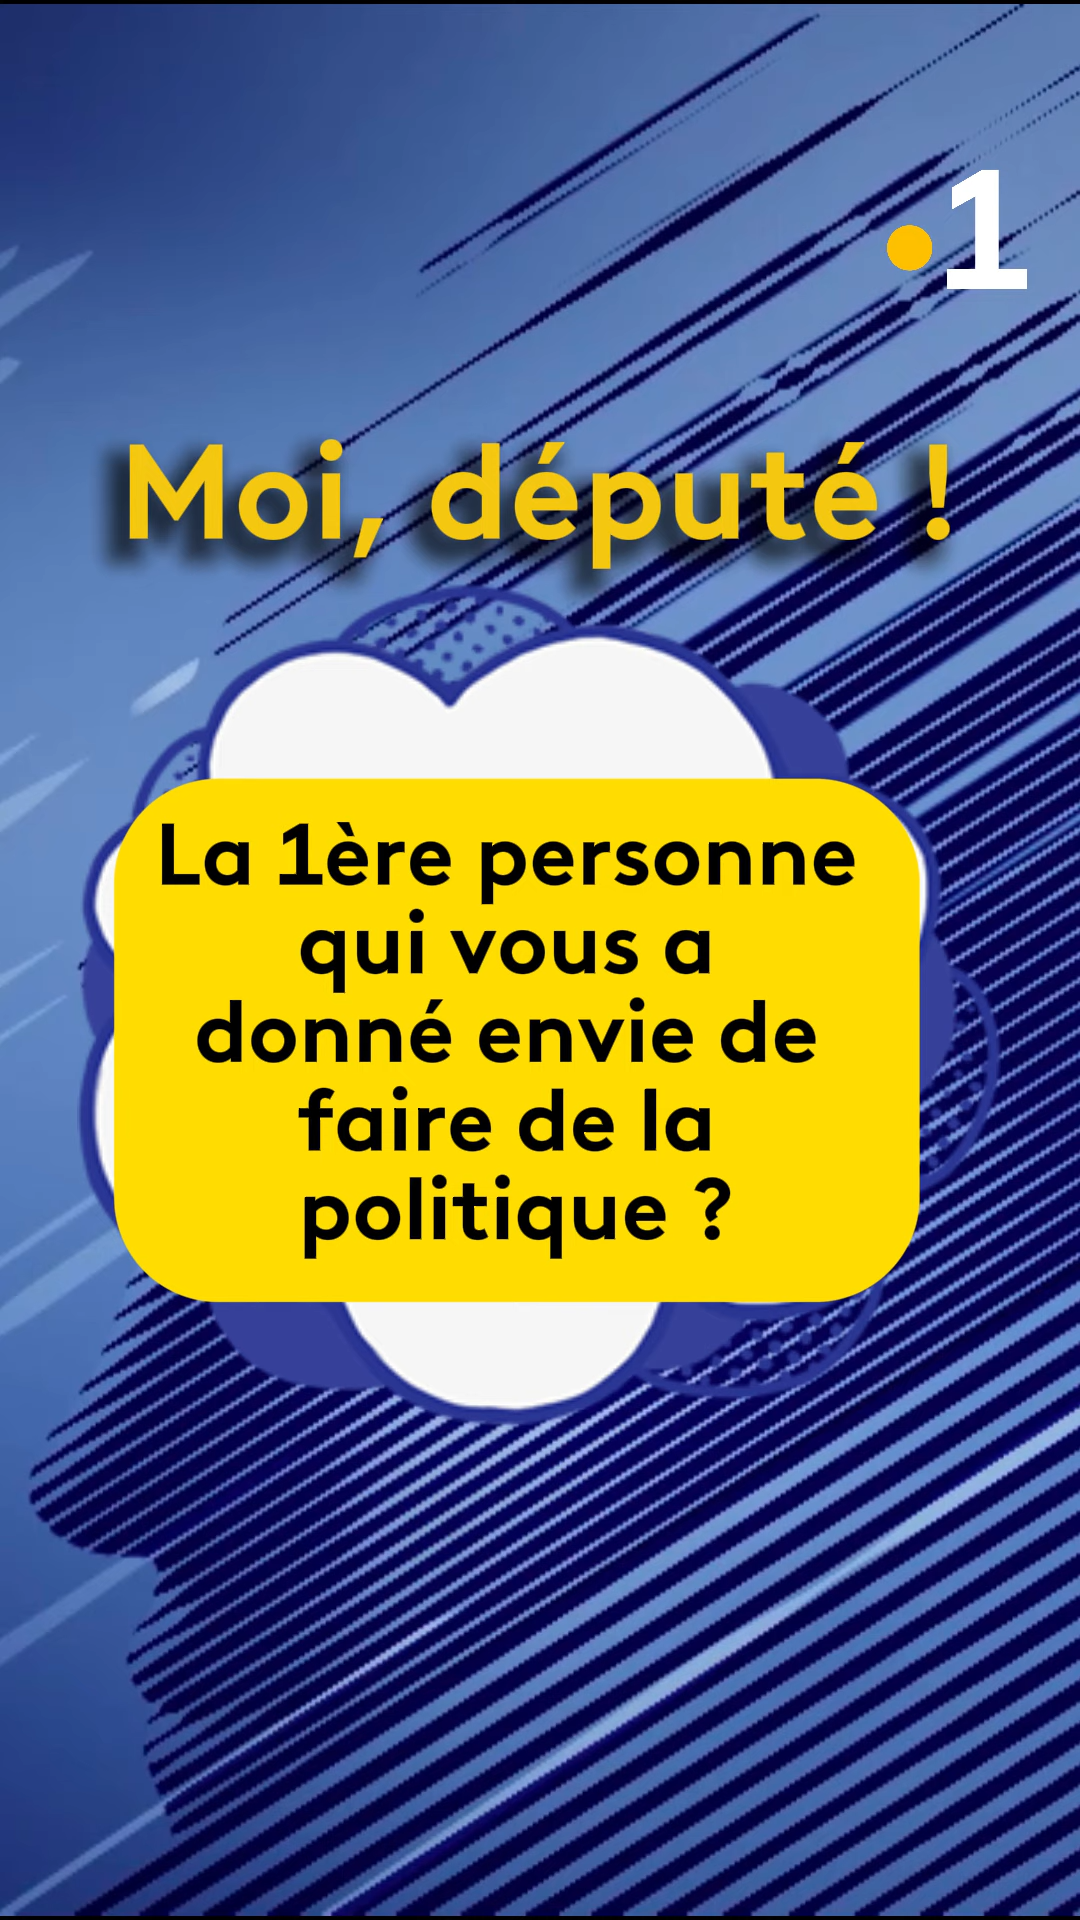 1
Moi, député !
La 1ère personne
qui vous a
donné envie de
faire de la
politique ?